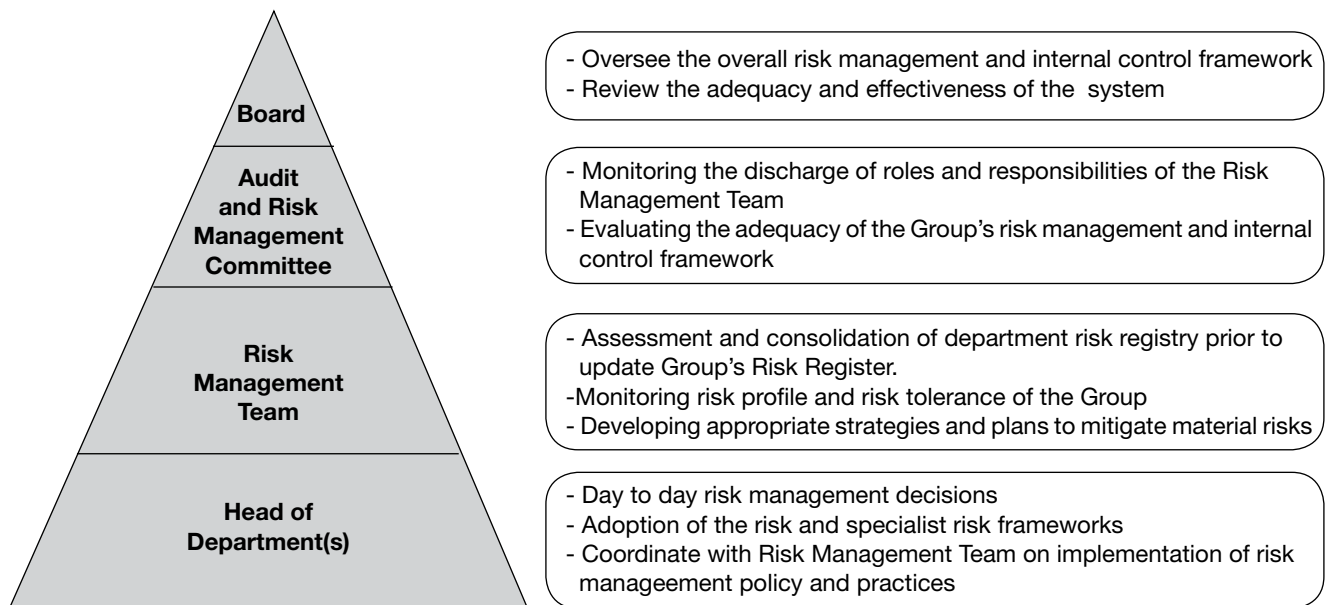 Board
- Oversee the overall risk management and internal control framework
- Review the adequacy and effectiveness of the  system
Audit
and Risk
Management
Committee
- Monitoring the discharge of roles and responsibilities of the Risk
Management Team
- Evaluating the adequacy of the Group’s risk management and internal
control framework
Risk
Management
Team
- Assessment and consolidation of department risk registry prior to
update Group’s Risk Register.
-Monitoring risk profile and risk tolerance of the Group
- Developing appropriate strategies and plans to mitigate material risks
Head of
Department(s)
- Day to day risk management decisions
- Adoption of the risk and specialist risk frameworks
- Coordinate with Risk Management Team on implementation of risk
manageement policy and practices